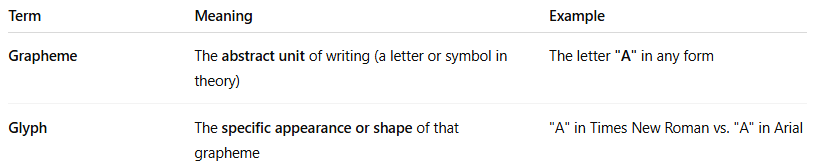 Term Meaning Example
Grapheme The abstract unit of writing (a letter or symbol in The letter "A" in any form
theory)
Glyph The specific appearance or shape of that "A" in Times New Roman vs. "A" in Arial
grapheme